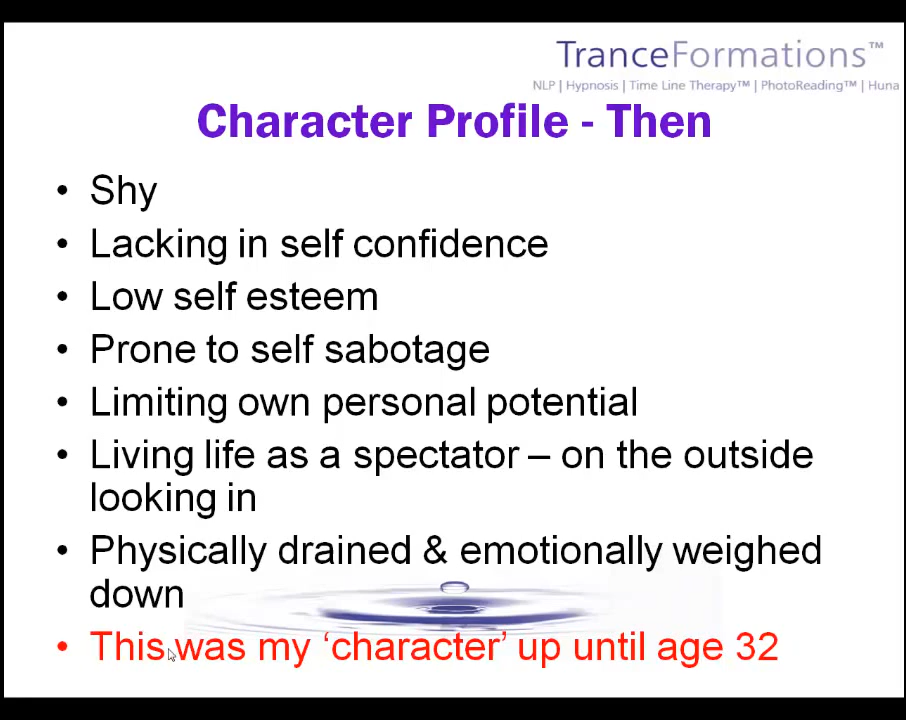 TranceFormations™
NLP | Hypnosis | Time Line Therapy™ | PhotoReading™ | Huna
Character Profile - Then
• Shy
• Lacking in self confidence
• Low self esteem
• Prone to self sabotage
• Limiting own personal potential
• Living life as a spectator – on the outside
looking in
• Physically drained & emotionally weighed
down
• This was my ‘character’ up until age 32